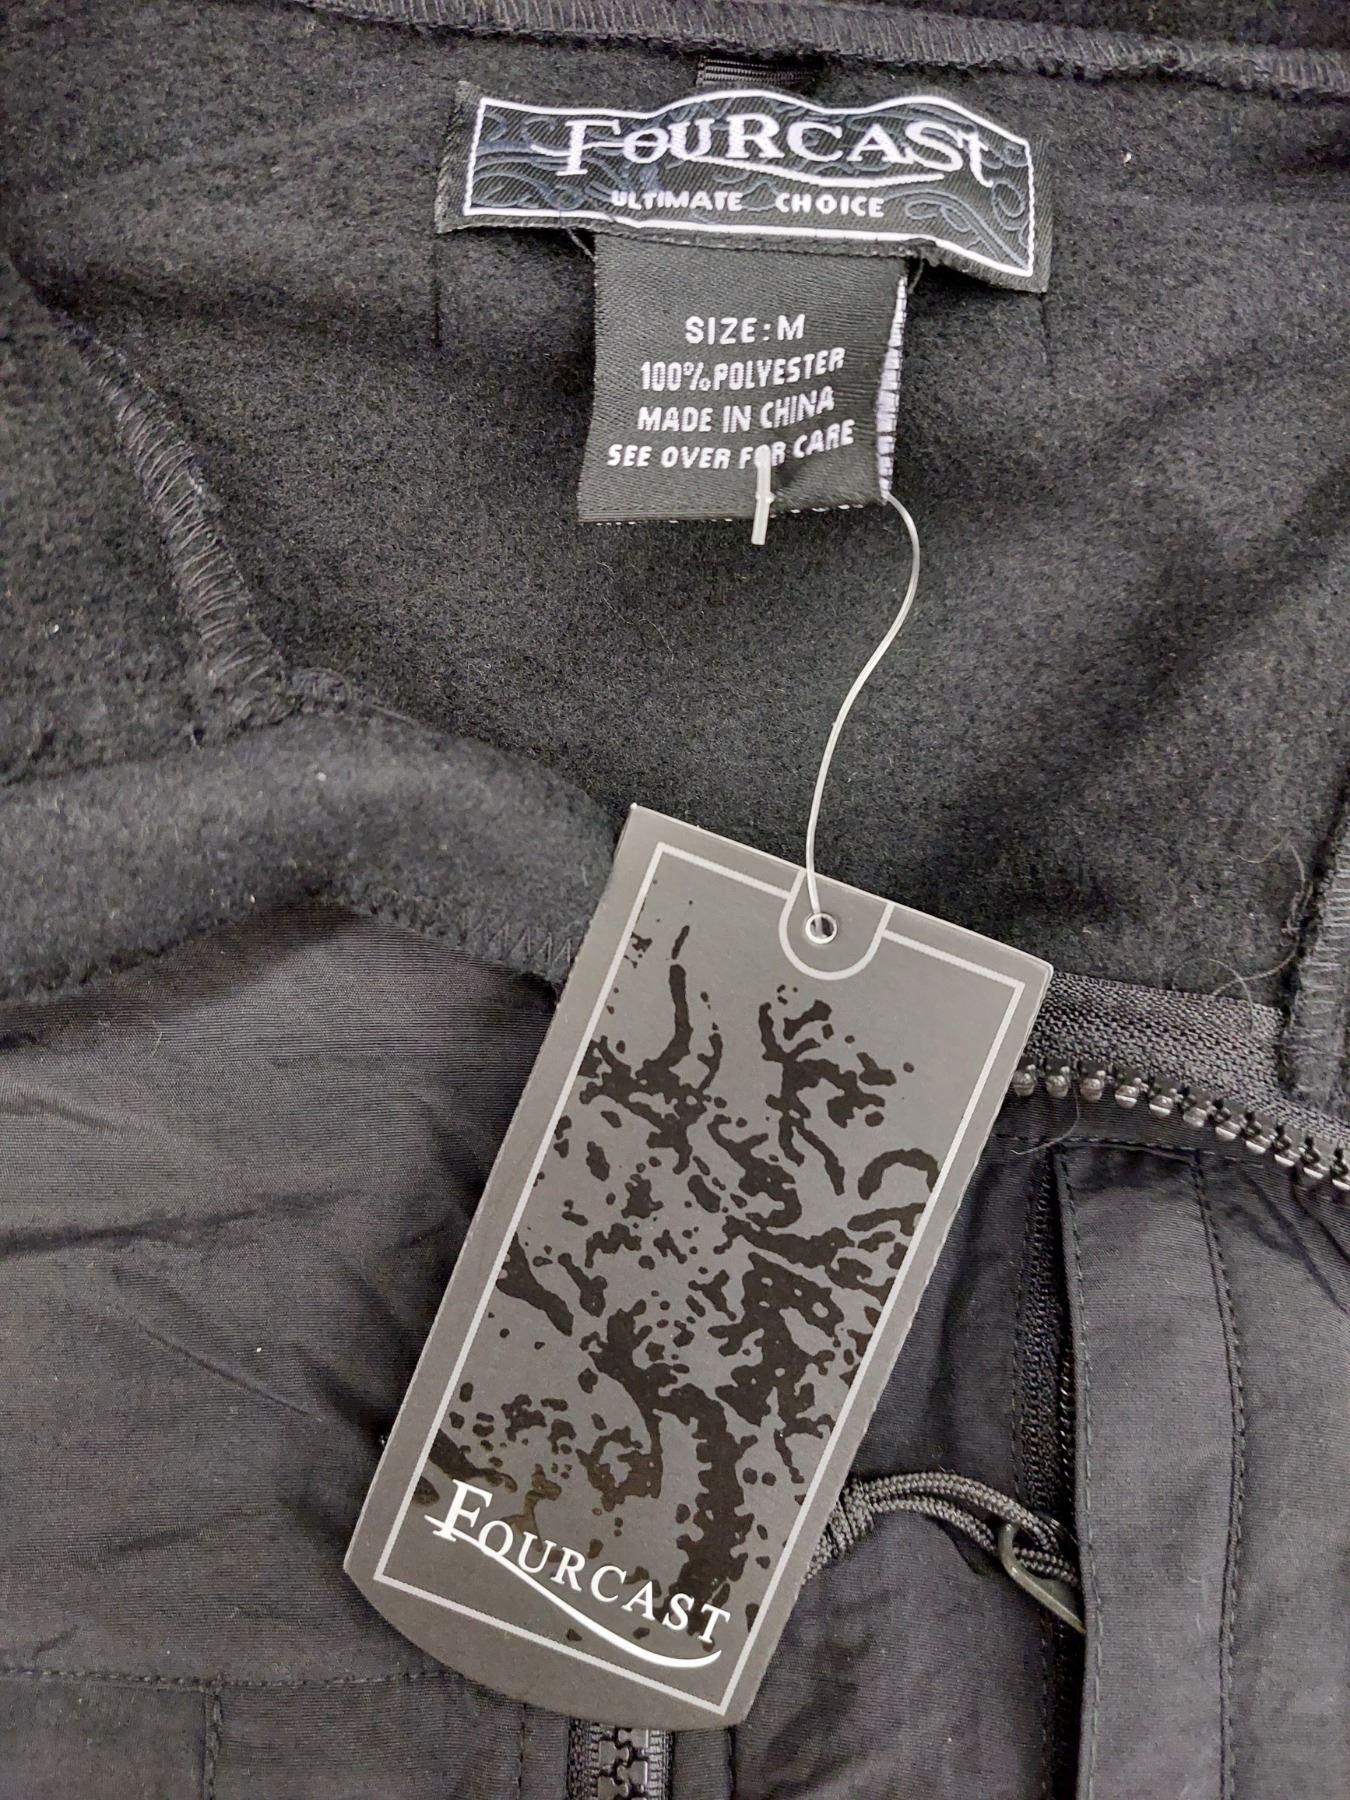 FOURCAST
ULTIMATE CHOICE
SIZE: M
100% POLYESTER
MADE IN CHINA
SEE OVER FOR CARE
FOURCAST